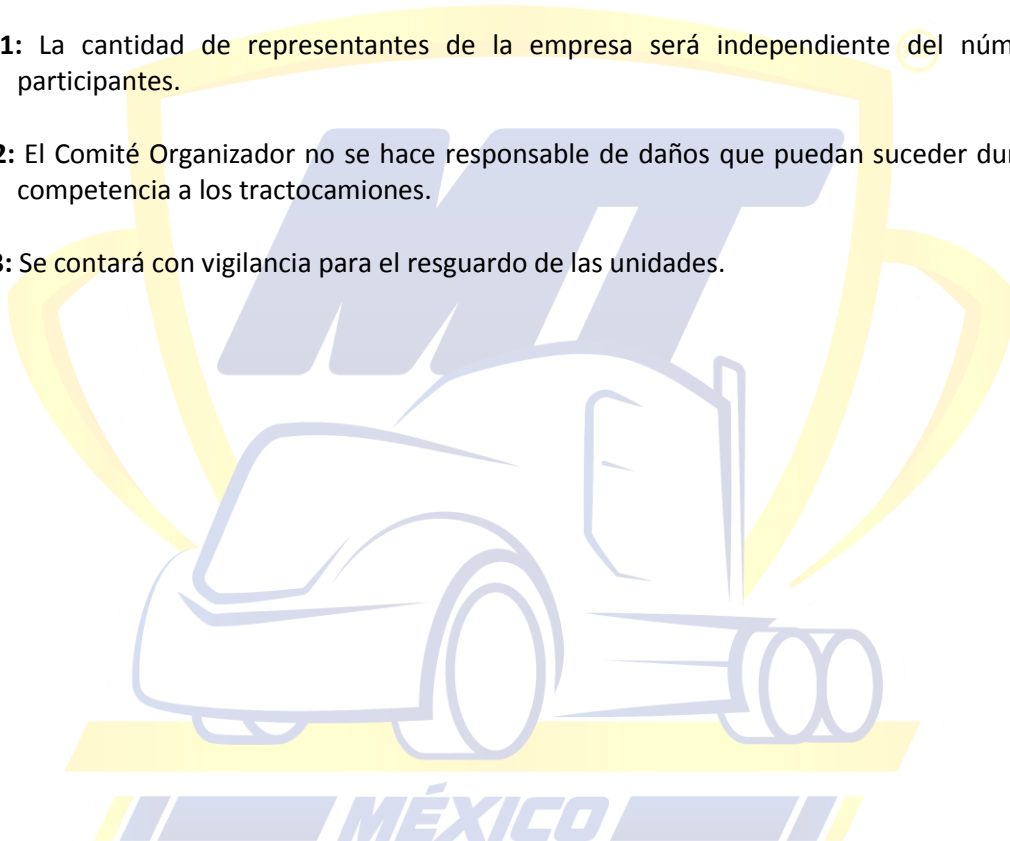 1: La cantidad de representantes de la empresa será independiente del núm
participantes.
2: El Comité Organizador no se hace responsable de daños que puedan suceder dur
competencia a los tractocamiones.
3: Se contará con vigilancia para el resguardo de las unidades.
MT
MÉXICO